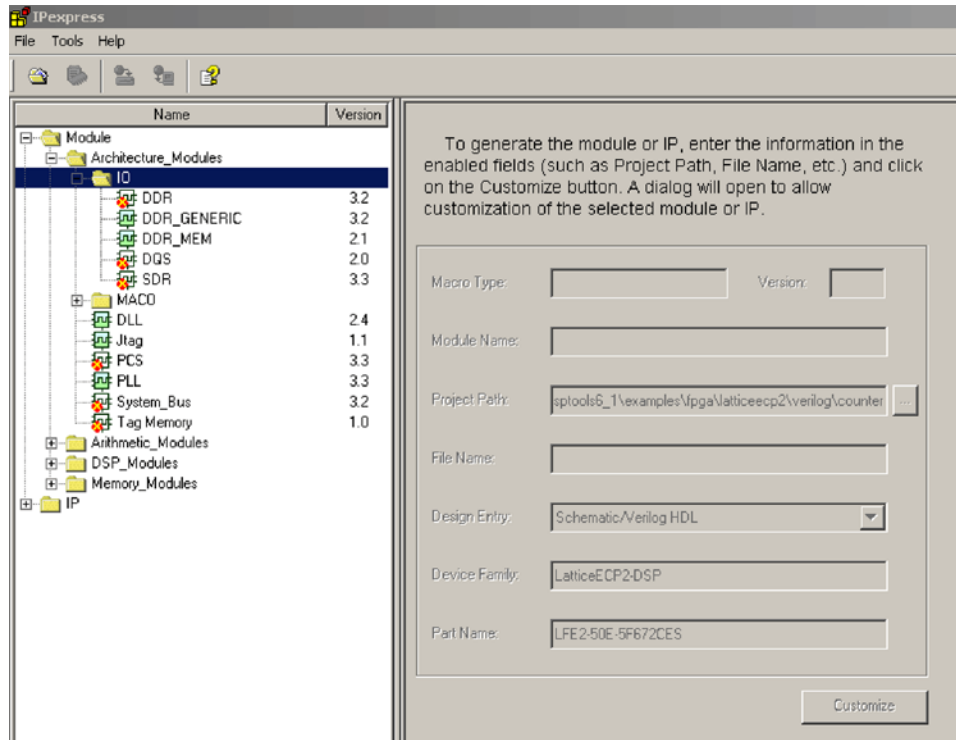 IPexpress
File Tools Help
Name Version
Module
Architecture_Modules
IO
DDR 3.2
DDR_GENERIC 3.2
DDR_MEM 2.1
DQS 2.0
SDR 3.3
MACO
DLL 2.4
Jtag 1.1
PCS 3.3
PLL 3.3
System_Bus 3.2
Tag Memory 1.0
Arithmetic_Modules
DSP_Modules
Memory_Modules
IP
To generate the module or IP, enter the information in the
enabled fields (such as Project Path, File Name, etc.) and click
on the Customize button. A dialog will open to allow
customization of the selected module or IP.
Macro Type: Version:
Module Name:
Project Path: sptools6_1\examples\fpga\latticeecp2\verilog\counter ...
File Name:
Design Entry: Schematic/Verilog HDL
Device Family: LatticeECP2-DSP
Part Name: LFE2-50E-5F672CES
Customize